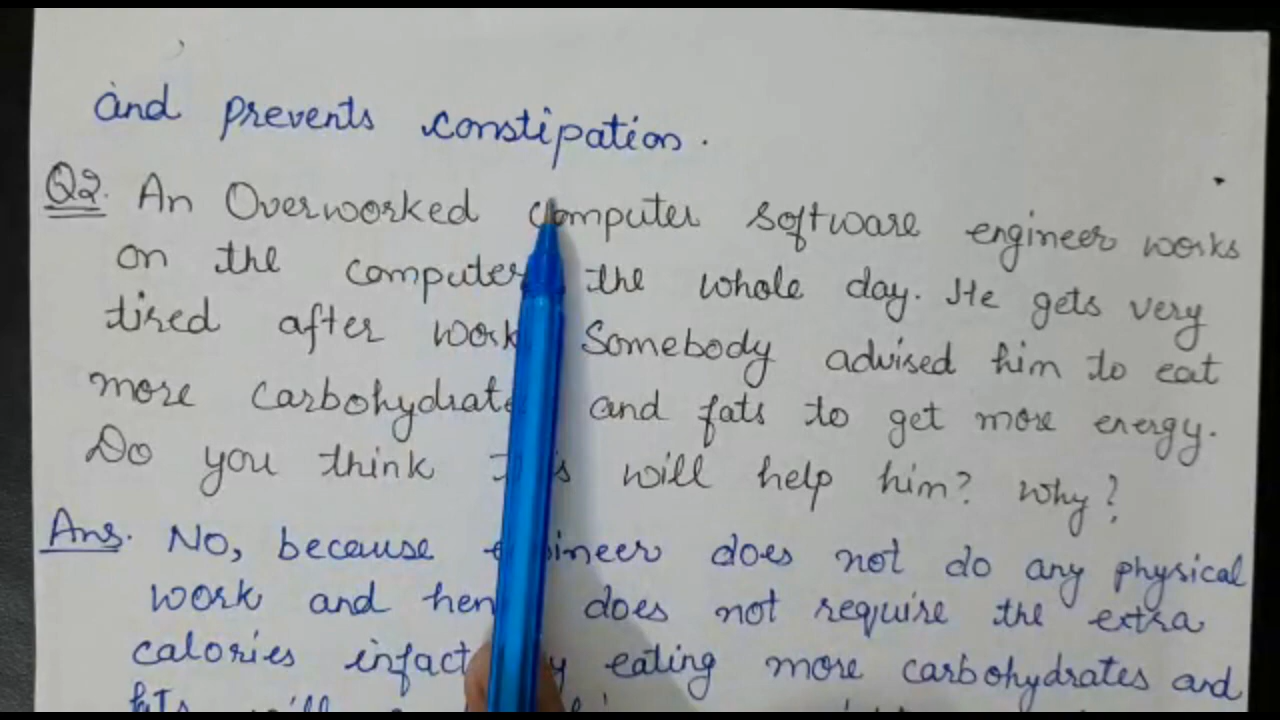 and prevents constipation.
Q2. An Overworked computer software engineer works
on the computer the whole day. He gets very
tired after work Somebody advised him to eat
more carbohydrate and fats to get more energy.
Do you think will help him? Why?
Ans. No, because engineer does not do any physical
work and does not require the extra
calories infact eating more carbohydrates and